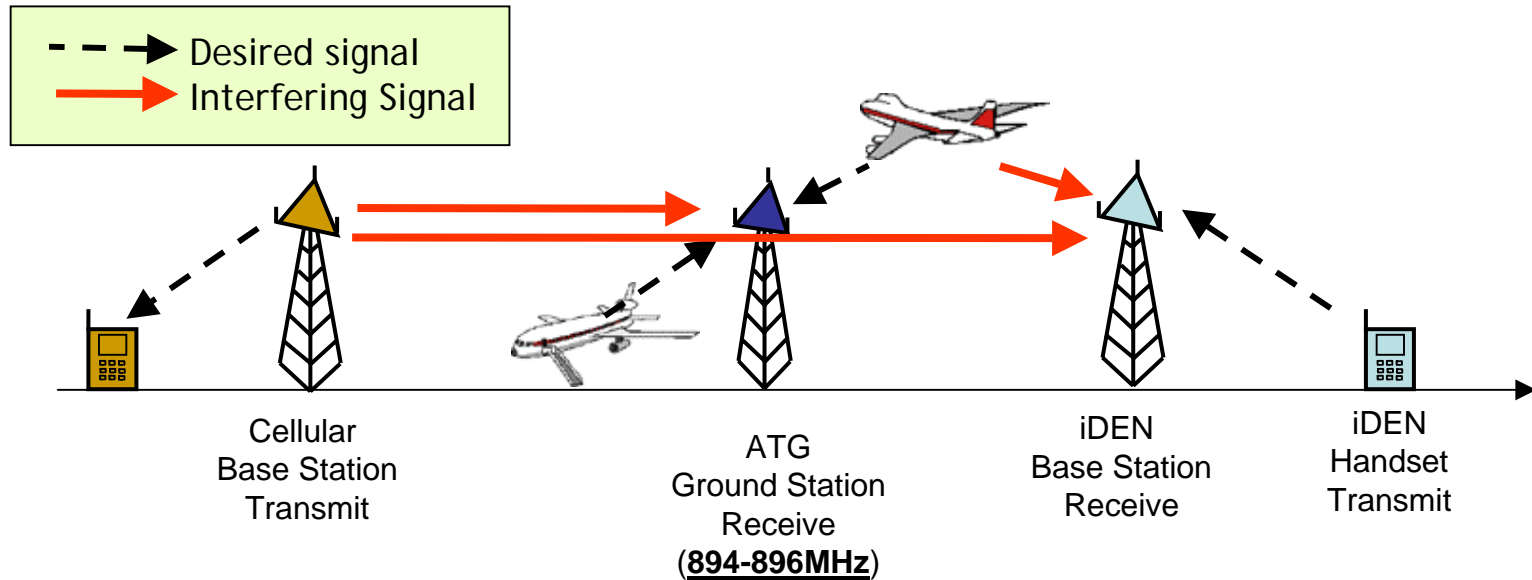 Desired signal
Interfering Signal
Cellular
Base Station
Transmit
ATG
Ground Station
Receive
(894-896MHz)
iDEN
Base Station
Receive
iDEN
Handset
Transmit